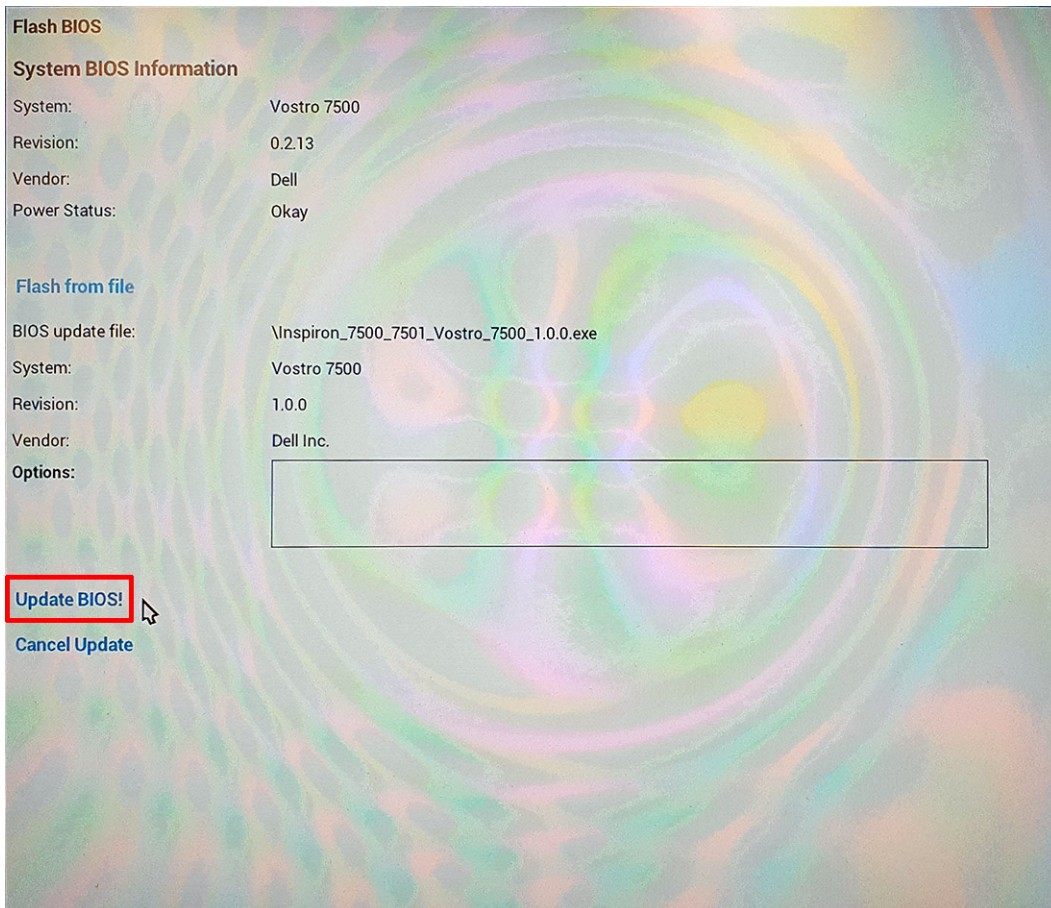 Flash BIOS
System BIOS Information
System: Vostro 7500
Revision: 0.2.13
Vendor: Dell
Power Status: Okay
Flash from file
BIOS update file: \Inspiron_7500_7501_Vostro_7500_1.0.0.exe
System: Vostro 7500
Revision: 1.0.0
Vendor: Dell Inc.
Options:
Update BIOS!
Cancel Update